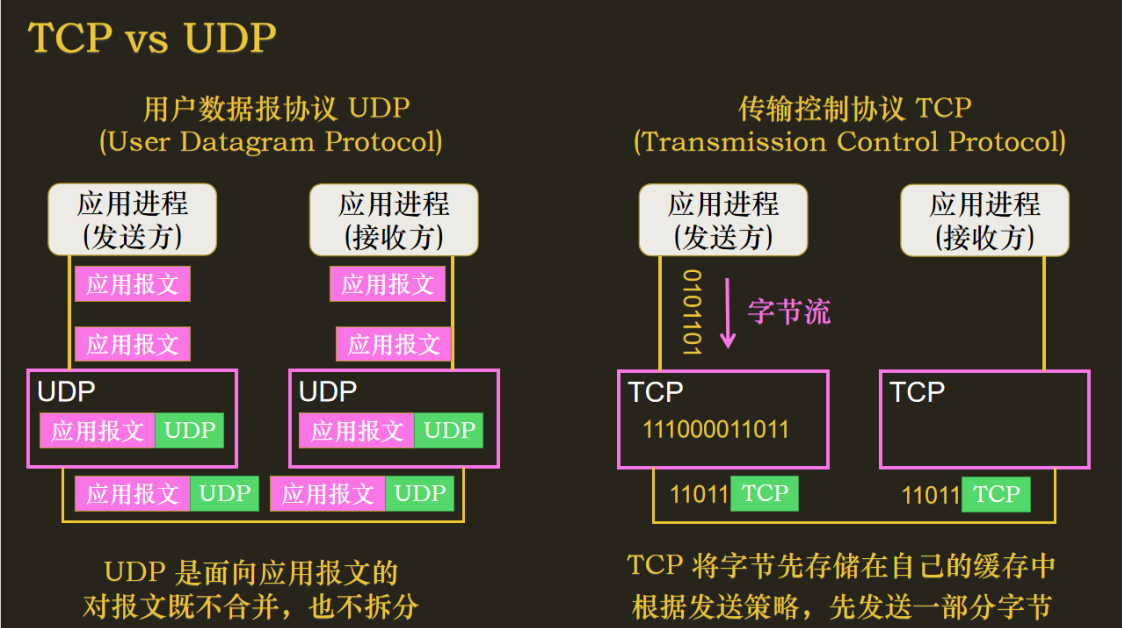 TCP vs UDP
用户数据报协议 UDP
(User Datagram Protocol)
应用进程
(发送方)
应用进程
(接收方)
应用报文
应用报文
应用报文
应用报文
UDP
应用报文 UDP
UDP
应用报文 UDP
应用报文 UDP
应用报文 UDP
UDP 是面向应用报文的
对报文既不合并，也不拆分
传输控制协议 TCP
(Transmission Control Protocol)
应用进程
(发送方)
应用进程
(接收方)
0101101
字节流
TCP
111000011011
TCP
11011 TCP
11011 TCP
TCP 将字节先存储在自己的缓存中
根据发送策略，先发送一部分字节